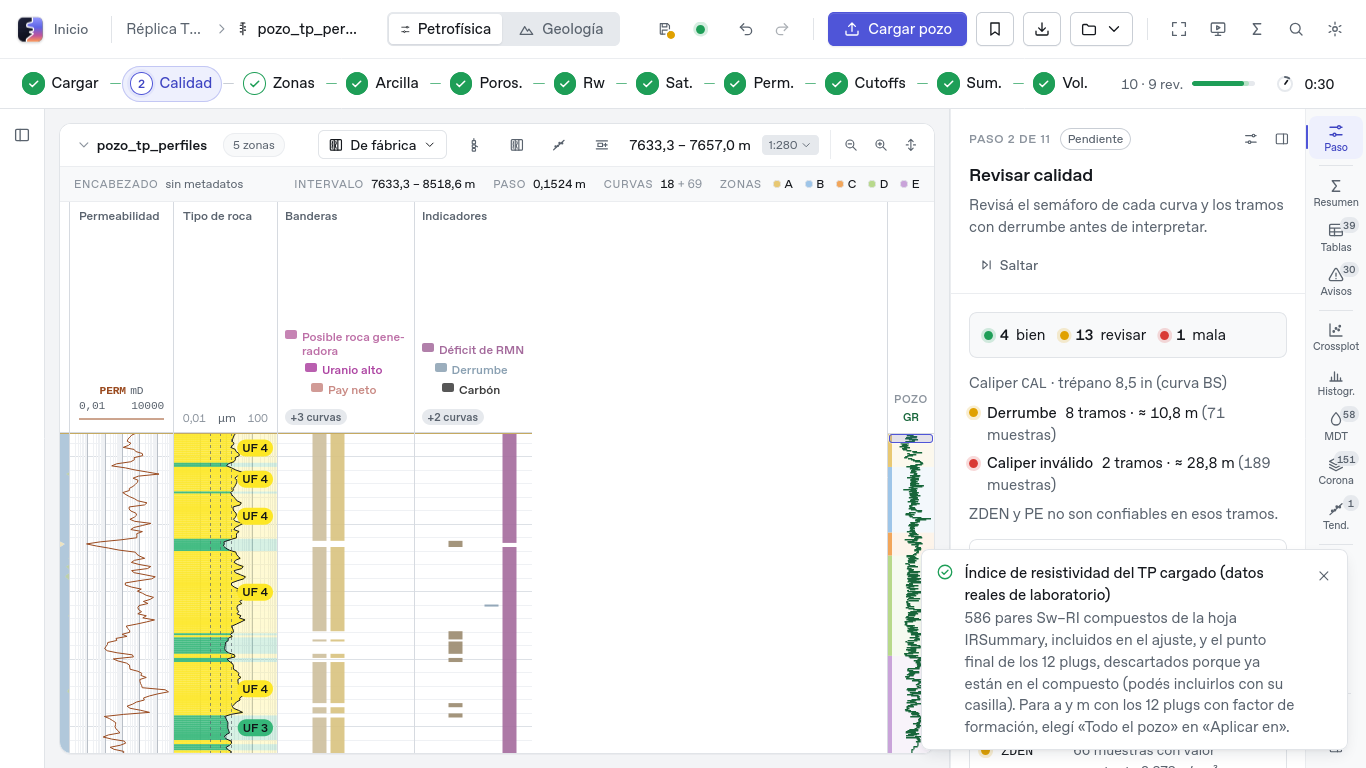 Inicio
Réplica T...
pozo_tp_per...
Petrofísica
Geología
Cargar pozo
Cargar
2 Calidad
Zonas
Arcilla
Poros.
Rw
Sat.
Perm.
Cutoffs
Sum.
Vol.
10 · 9 rev.
0:30
pozo_tp_perfiles
5 zonas
De fábrica
7633,3 – 7657,0 m
1:280
ENCABEZADO sin metadatos
INTERVALO 7633,3 – 8518,6 m
PASO 0,1524 m
CURVAS 18 + 69
ZONAS A B C D E
Permeabilidad
Tipo de roca
Banderas
Indicadores
Posible roca gene-
radora
Uranio alto
Pay neto
+3 curvas
Déficit de RMN
Derrumbe
Carbón
+2 curvas
PERM mD
0,01 10000
0,01 µm 100
POZO
GR
UF 4
UF 4
UF 4
UF 4
UF 4
UF 3
PASO 2 DE 11
Pendiente
Revisar calidad
Revisá el semáforo de cada curva y los tramos
con derrumbe antes de interpretar.
Saltar
4 bien 13 revisar 1 mala
Caliper CAL · trépano 8,5 in (curva BS)
Derrumbe 8 tramos · ≈ 10,8 m (71
muestras)
Caliper inválido 2 tramos · ≈ 28,8 m (189
muestras)
ZDEN y PE no son confiables en esos tramos.
Índice de resistividad del TP cargado (datos
reales de laboratorio)
586 pares Sw–RI compuestos de la hoja
IRSummary, incluidos en el ajuste, y el punto
final de los 12 plugs, descartados porque ya
están en el compuesto (podés incluirlos con su
casilla). Para a y m con los 12 plugs con factor de
formación, elegí «Todo el pozo» en «Aplicar en».
ZDEN
muestras con valor
Paso
Resumen
39
Tablas
30
Avisos
Crossplot
Histogr.
58
MDT
151
Corona
1
Tend.